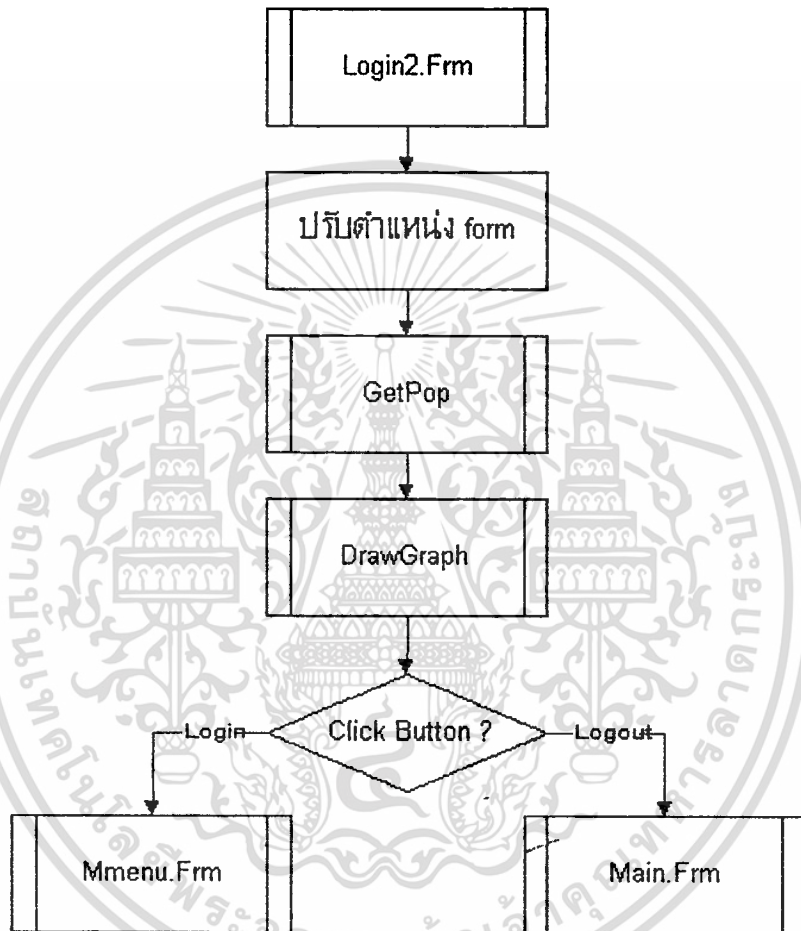 Login2.Frm
ปรับตำแหน่ง form
GetPop
DrawGraph
Click Button ?
Login
Logout
Mmenu.Frm
Main.Frm